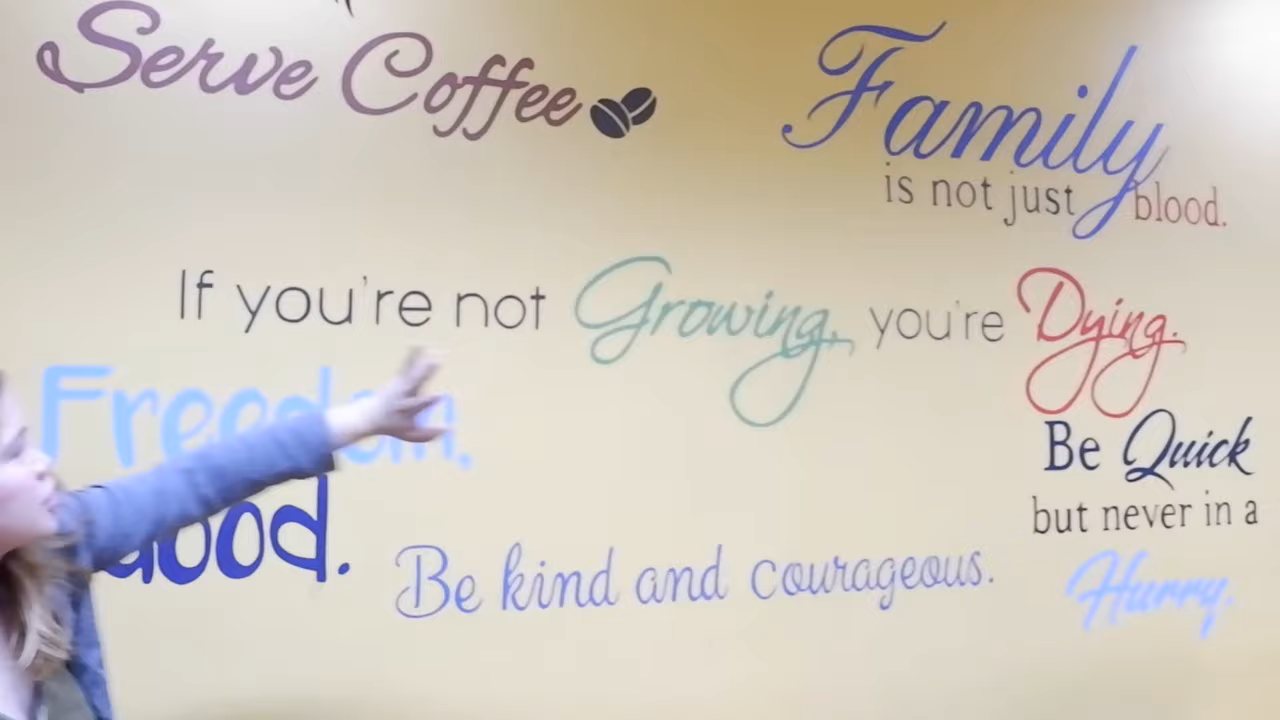 Serve Coffee
Family
is not just blood.
If you're not Growing, you're Dying.
Be Quick
but never in a
Hurry.
Be kind and courageous.